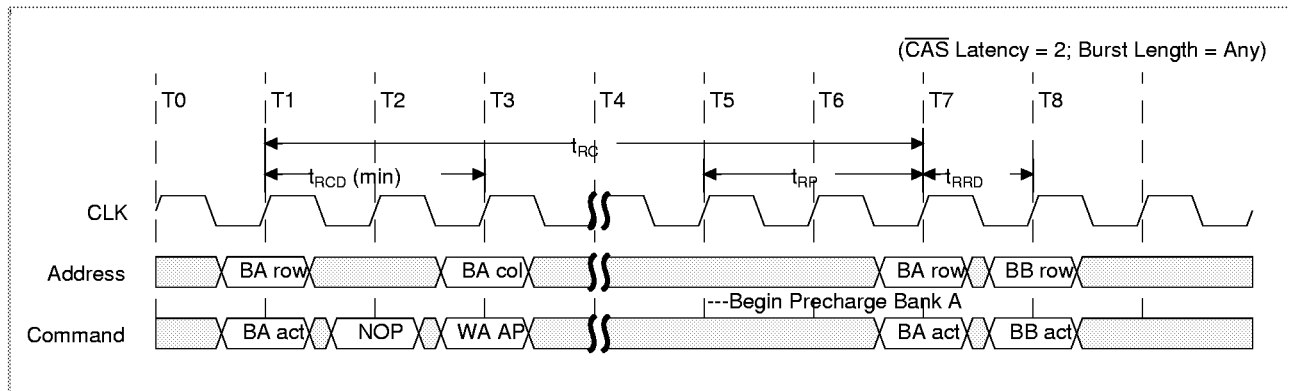 (CAS Latency = 2; Burst Length = Any)
T0 T1 T2 T3 T4 T5 T6 T7 T8
tRC
tRCD (min) tRP tRRD
CLK
Address BA row BA col BA row BB row
---Begin Precharge Bank A
Command BA act NOP WA AP BA act BB act